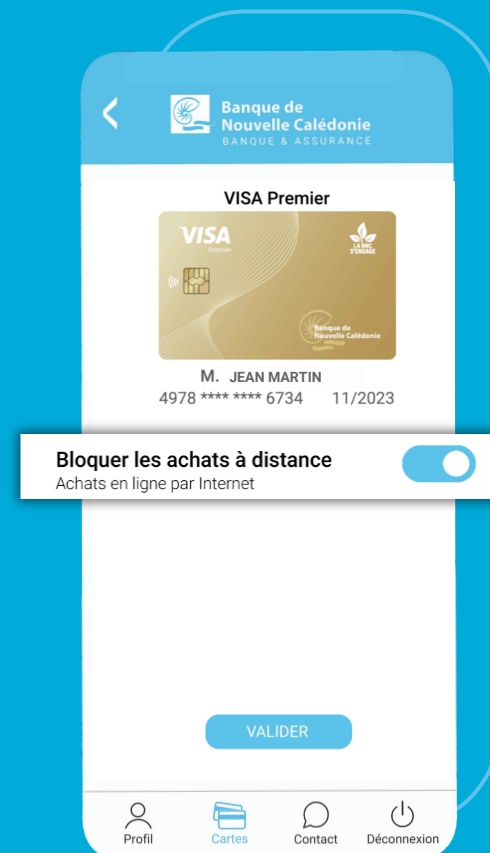 Banque de
Nouvelle Calédonie
BANQUE & ASSURANCE
VISA Premier
VISA
Premier
LA BNC
S'ENGAGE
Banque de
Nouvelle Calédonie
M. JEAN MARTIN
4978 **** **** 6734 11/2023
Bloquer les achats à distance
Achats en ligne par Internet
VALIDER
Profil Cartes Contact Déconnexion